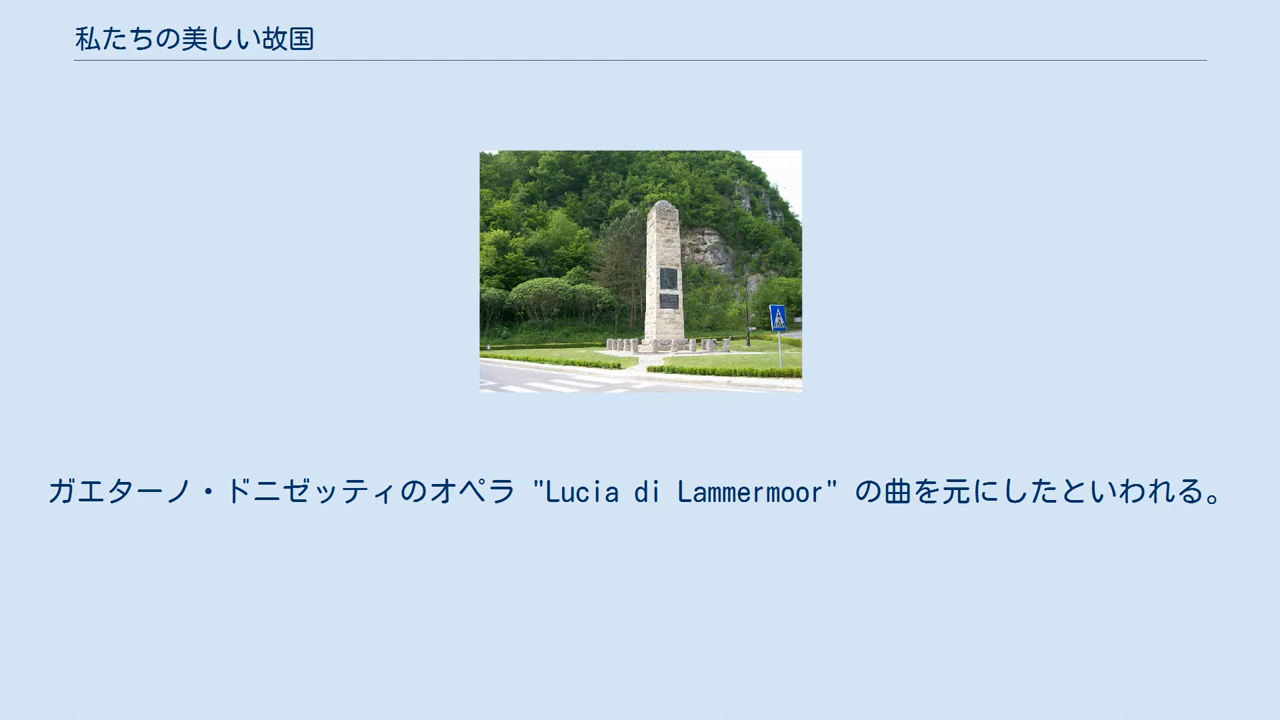 私たちの美しい故国
ガエターノ・ドニゼッティのオペラ "Lucia di Lammermoor" の曲を元にしたといわれる。